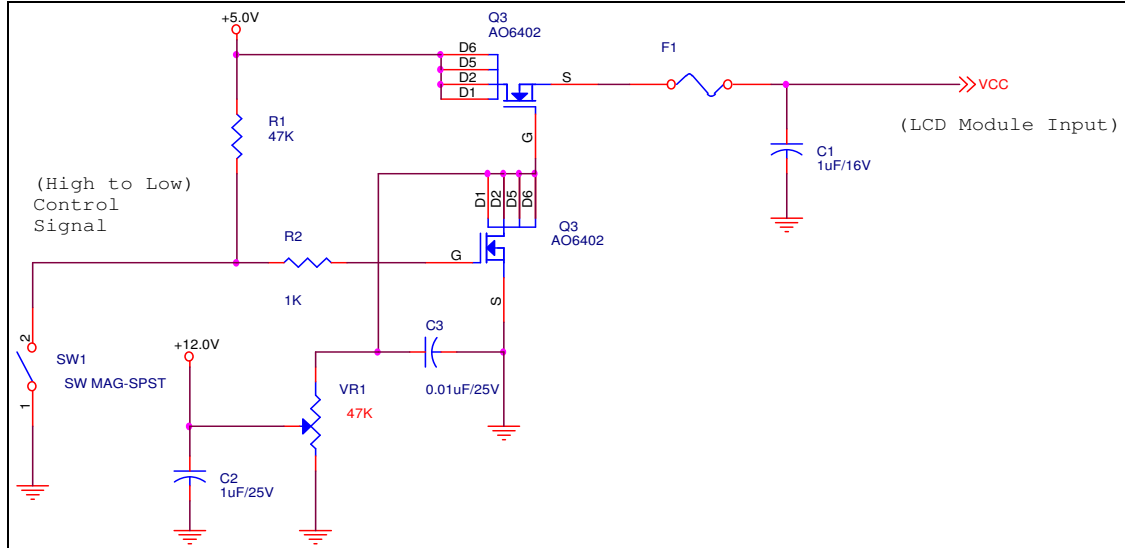 +5.0V
Q3
AO6402
D6
D5
D2
D1
S
G
F1
VCC
(LCD Module Input)
R1
47K
C1
1uF/16V
(High to Low)
Control
Signal
D1
D2
D5
D6
Q3
AO6402
R2
1K
G
S
2
SW1
SW MAG-SPST
1
+12.0V
C3
0.01uF/25V
VR1
47K
C2
1uF/25V